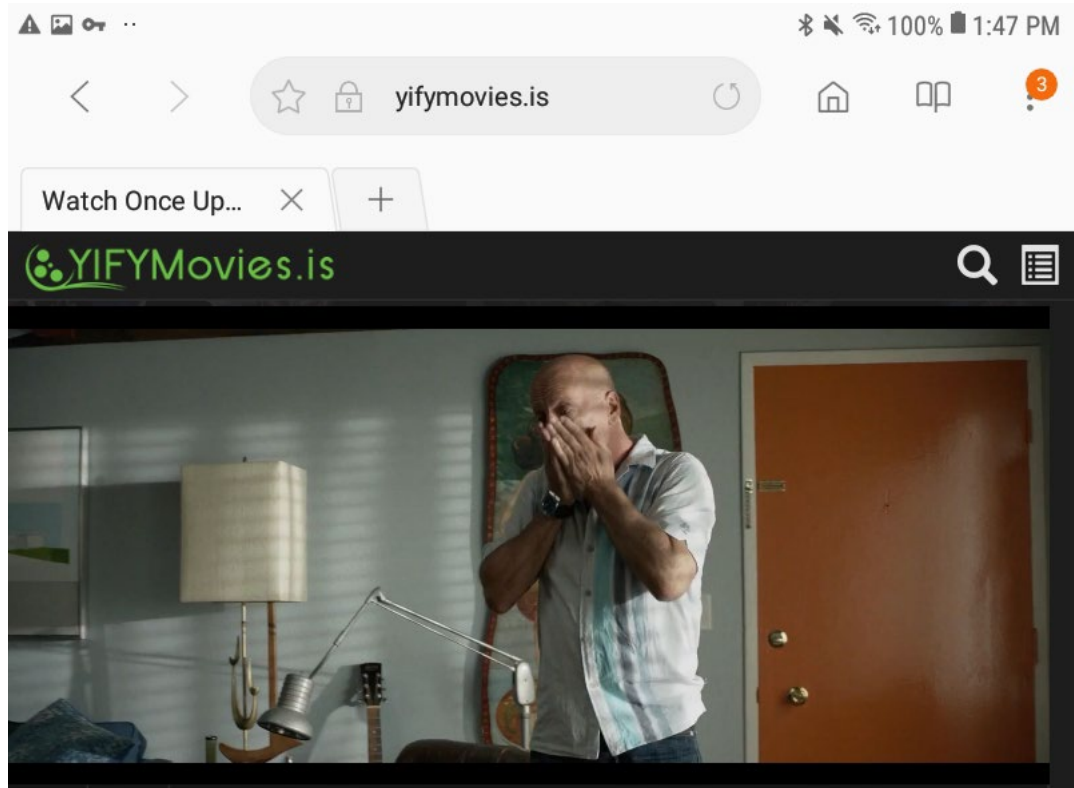 100% 1:47 PM
yifymovies.is
3
Watch Once Up...
YIFYMovies.is